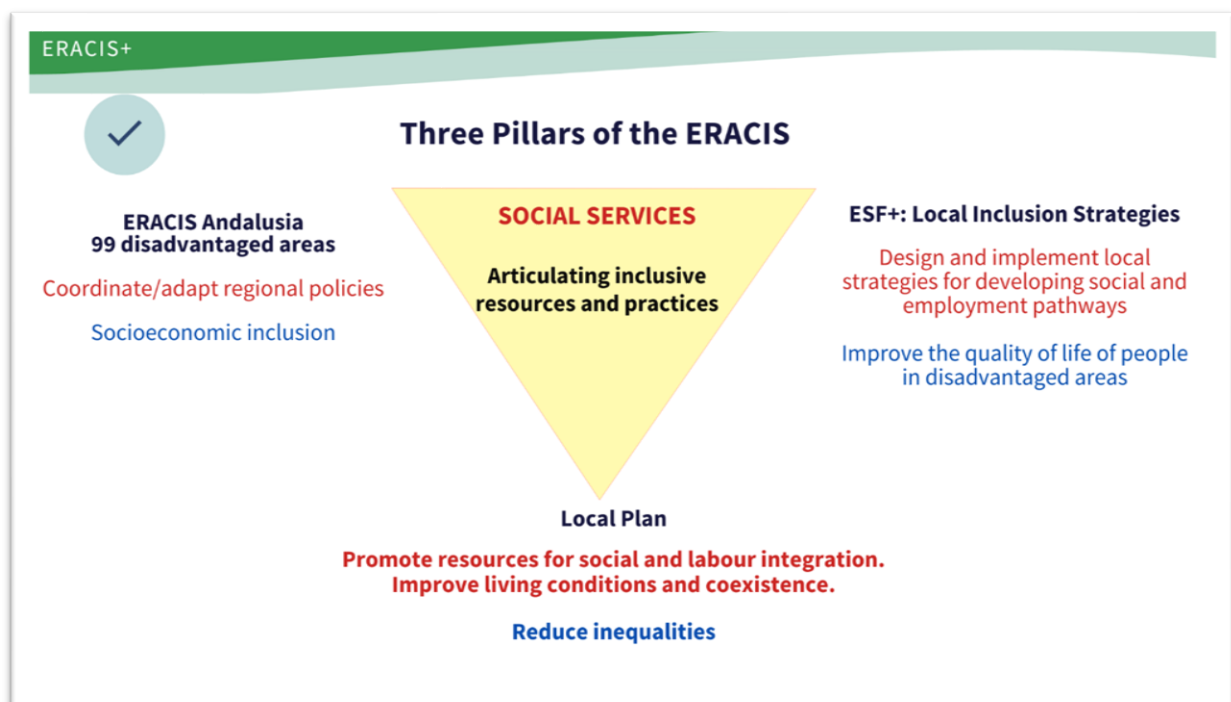 ERACIS+
Three Pillars of the ERACIS
ERACIS Andalusia
99 disadvantaged areas
Coordinate/adapt regional policies
Socioeconomic inclusion
SOCIAL SERVICES
Articulating inclusive
resources and practices
ESF+: Local Inclusion Strategies
Design and implement local
strategies for developing social and
employment pathways
Improve the quality of life of people
in disadvantaged areas
Local Plan
Promote resources for social and labour integration.
Improve living conditions and coexistence.
Reduce inequalities